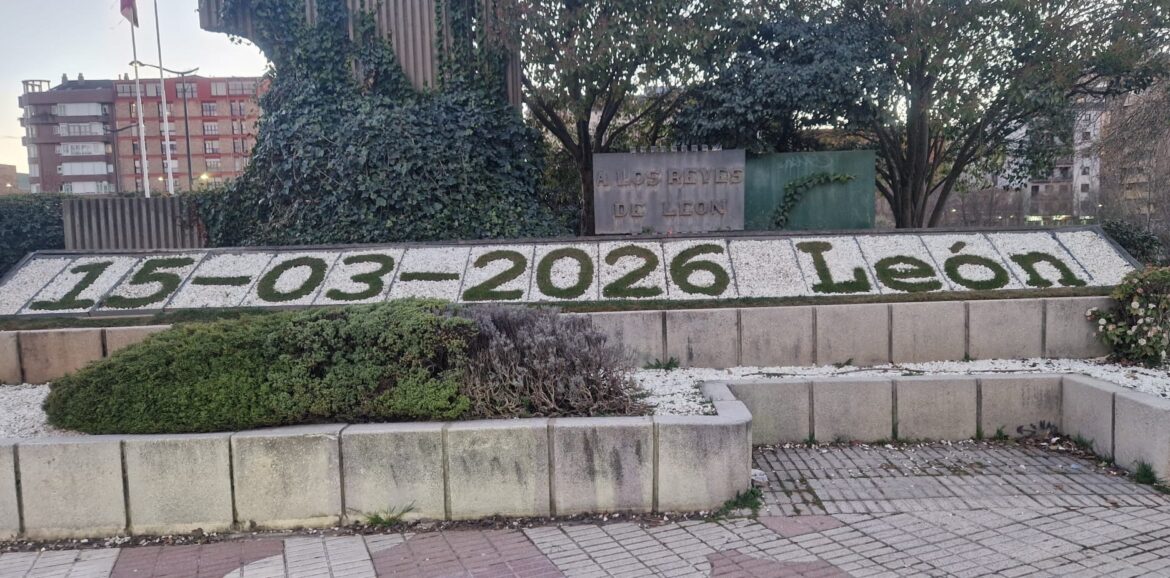 A LOS REYES
DE LEON
15-03-2026 León